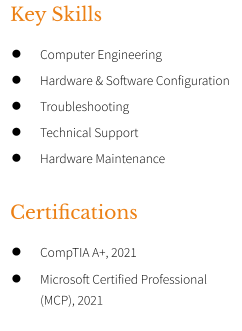 Key Skills
● Computer Engineering
● Hardware & Software Configuration
● Troubleshooting
● Technical Support
● Hardware Maintenance
Certifications
● CompTIA A+, 2021
● Microsoft Certified Professional
(MCP), 2021